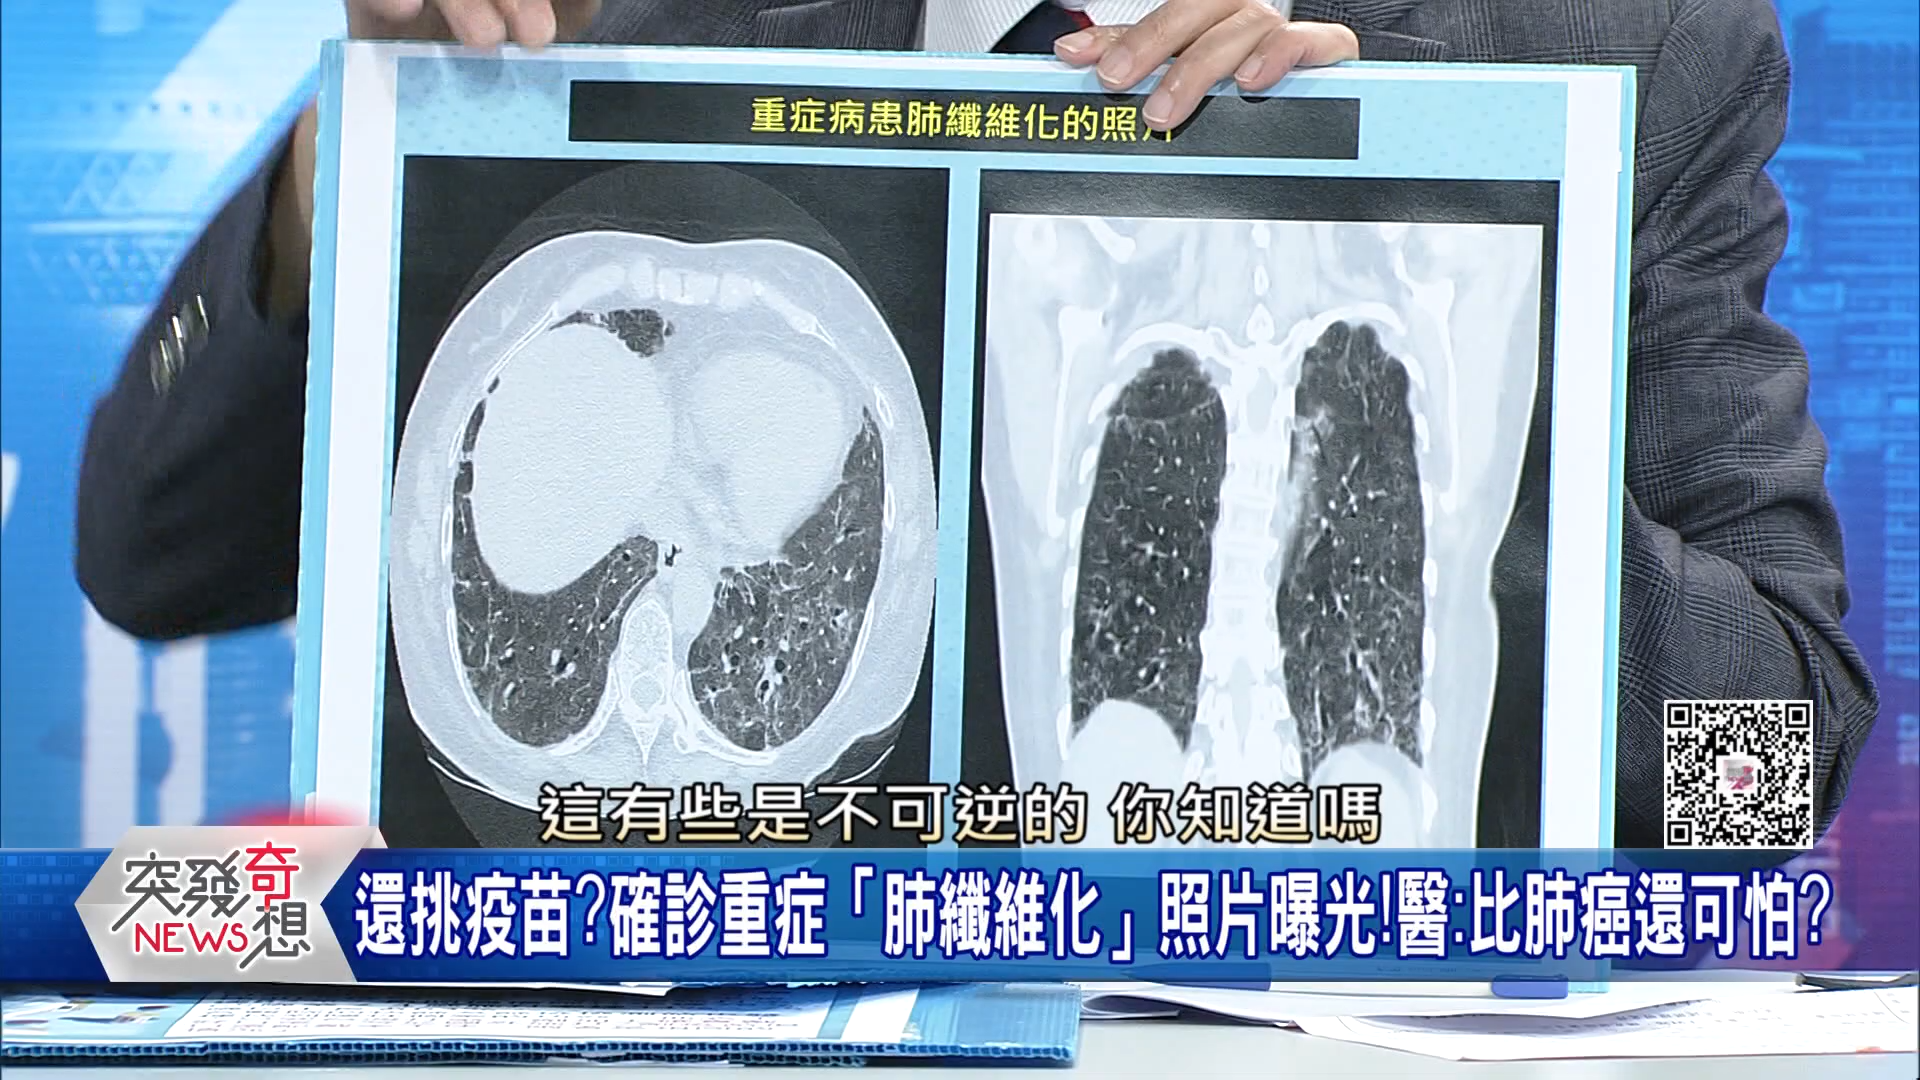 重症病患肺纖維化的照片
這有些是不可逆的 你知道嗎
突發奇想
NEWS
還挑疫苗?確診重症「肺纖維化」照片曝光!醫:比肺癌還可怕?